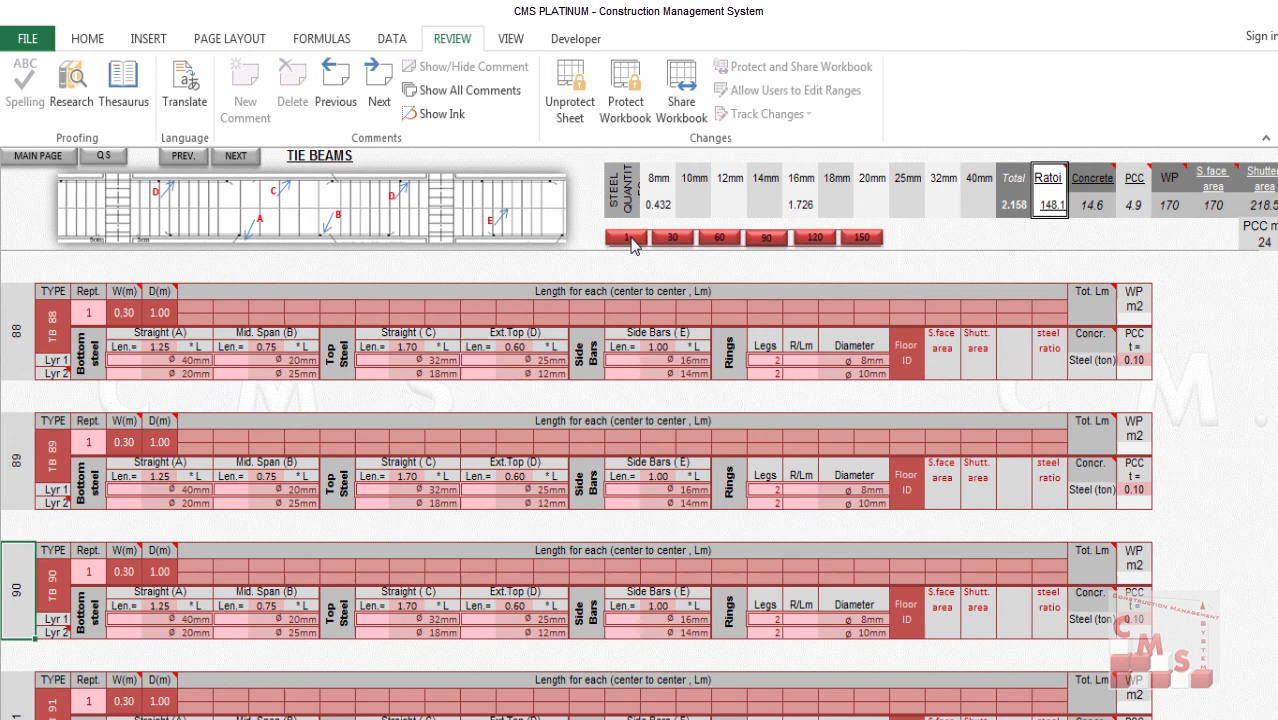 CMS PLATINUM - Construction Management System
FILE HOME INSERT PAGE LAYOUT FORMULAS DATA REVIEW VIEW Developer Sign in
ABC
Spelling Research Thesaurus Translate New Comment Delete Previous Next Show/Hide Comment
Show All Comments
Show Ink
Unprotect Sheet Protect Workbook Share Workbook Protect and Share Workbook
Allow Users to Edit Ranges
Track Changes
Proofing Language Comments Changes
MAIN PAGE Q S PREV. NEXT TIE BEAMS
D C D A B E
5cm 5cm
STEEL QUANTIT 8mm 10mm 12mm 14mm 16mm 18mm 20mm 25mm 32mm 40mm Total Ratoi Concrete PCC WP S.face area Shutte area
0.432 1.726 2.158 148.1 14.6 4.9 170 170 218.5
1 30 60 90 120 150
PCC m
24
88
TYPE Rept. W(m) D(m) Length for each (center to center , Lm) Tot. Lm WP m2
TB 88 1 0.30 1.00
Bottom steel Straight (A) Mid. Span (B) Top Steel Straight ( C) Ext.Top (D) Side Bars Side Bars ( E ) Rings Legs R/Lm Diameter Floor ID S.face area Shutt. area steel ratio Concr. PCC t =
Len.= 1.25 * L Len.= 0.75 * L Len.= 1.70 * L Len.= 0.60 * L Len.= 1.00 * L
Lyr 1 Ø 40mm Ø 20mm Ø 32mm Ø 25mm Ø 16mm 2 Ø 8mm Steel (ton) 0.10
Lyr 2 Ø 20mm Ø 25mm Ø 18mm Ø 12mm Ø 14mm 2 Ø 10mm
C M S C M .
89
TYPE Rept. W(m) D(m) Length for each (center to center , Lm) Tot. Lm WP m2
TB 89 1 0.30 1.00
Bottom steel Straight (A) Mid. Span (B) Top Steel Straight ( C) Ext.Top (D) Side Bars Side Bars ( E ) Rings Legs R/Lm Diameter Floor ID S.face area Shutt. area steel ratio Concr. PCC t =
Len.= 1.25 * L Len.= 0.75 * L Len.= 1.70 * L Len.= 0.60 * L Len.= 1.00 * L
Lyr 1 Ø 40mm Ø 20mm Ø 32mm Ø 25mm Ø 16mm 2 Ø 8mm Steel (ton) 0.10
Lyr 2 Ø 20mm Ø 25mm Ø 18mm Ø 12mm Ø 14mm 2 Ø 10mm
90
TYPE Rept. W(m) D(m) Length for each (center to center , Lm) Tot. Lm WP m2
TB 90 1 0.30 1.00
Bottom steel Straight (A) Mid. Span (B) Top Steel Straight ( C) Ext.Top (D) Side Bars Side Bars ( E ) Rings Legs R/Lm Diameter Floor ID S.face area Shutt. area steel ratio Concr. PCC t =
Len.= 1.25 * L Len.= 0.75 * L Len.= 1.70 * L Len.= 0.60 * L Len.= 1.00 * L
Lyr 1 Ø 40mm Ø 20mm Ø 32mm Ø 25mm Ø 16mm 2 Ø 8mm Steel (ton) 0.10
Lyr 2 Ø 20mm Ø 25mm Ø 18mm Ø 12mm Ø 14mm 2 Ø 10mm
CONSTRUCTION MANAGEMENT SYSTEM
C M S
TYPE Rept. W(m) D(m) Length for each (center to center , Lm) Tot. Lm WP m2
TB 91 1 0.30 1.00